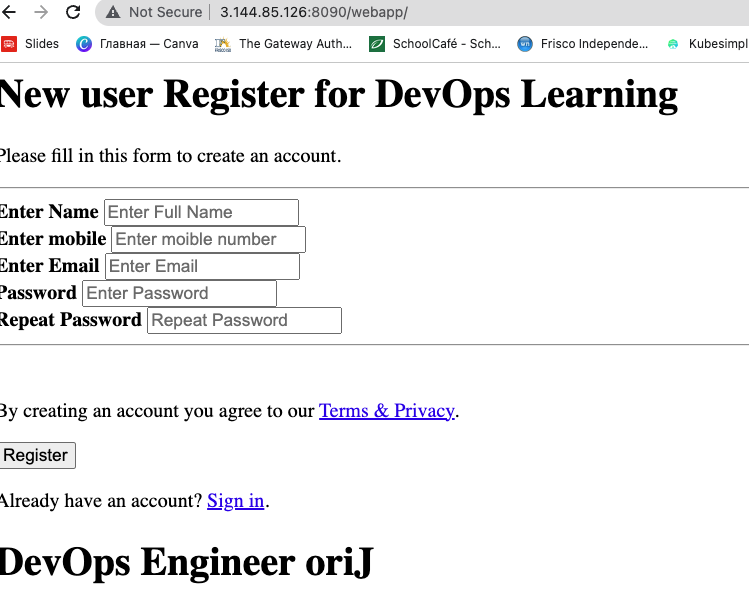 Not Secure | 3.144.85.126:8090/webapp/
Slides Главная — Canva The Gateway Auth... SchoolCafé - Sch... Frisco Independe... Kubesimpl
New user Register for DevOps Learning
Please fill in this form to create an account.
Enter Name Enter Full Name
Enter mobile Enter moible number
Enter Email Enter Email
Password Enter Password
Repeat Password Repeat Password
By creating an account you agree to our Terms & Privacy.
Register
Already have an account? Sign in.
DevOps Engineer oriJ